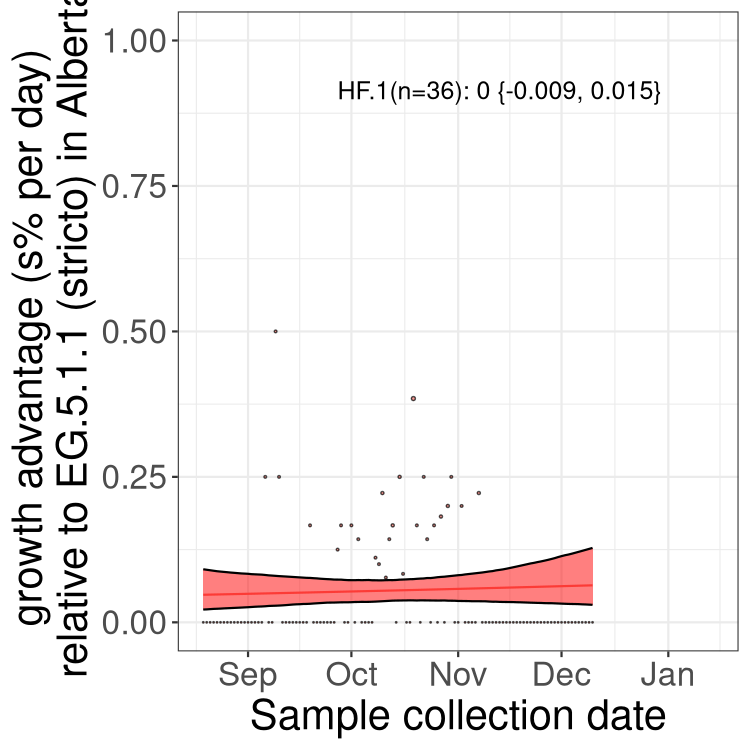 growth advantage (s% per day)
relative to EG.5.1.1 (stricto) in Alberta
1.00
0.75
0.50
0.25
0.00
HF.1(n=36): 0 {-0.009, 0.015}
Sep Oct Nov Dec Jan
Sample collection date